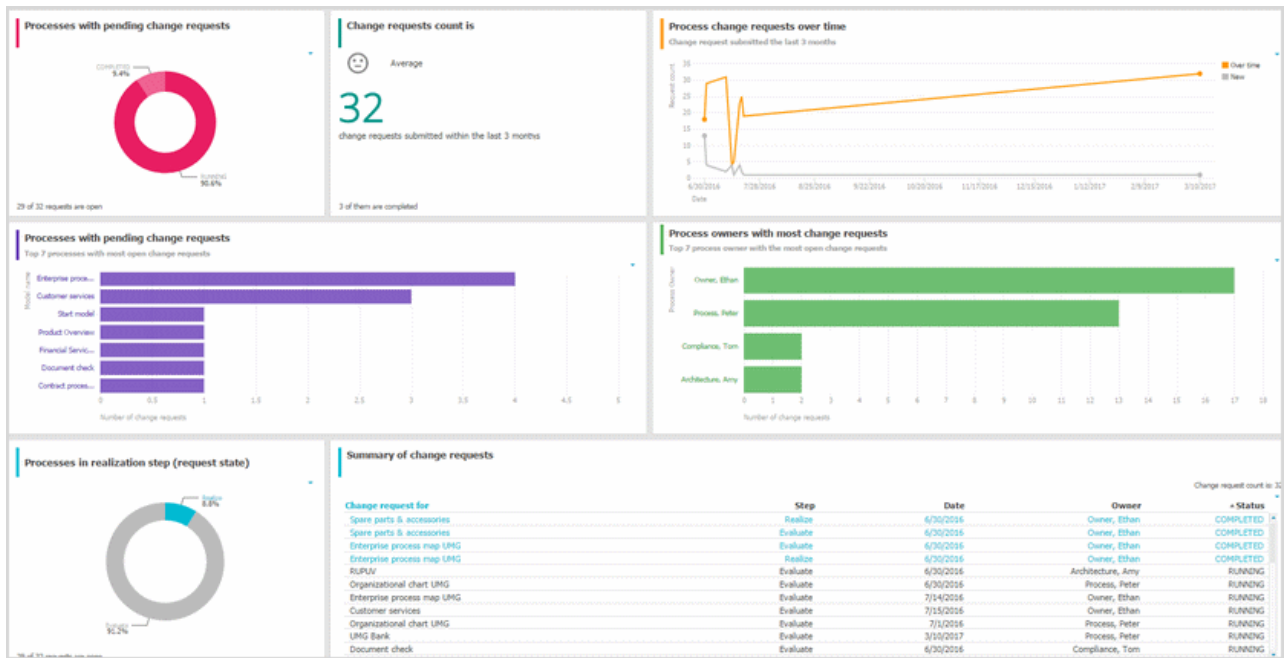 Processes with pending change requests
COMPLETED
9.4%
RUNNING
90.6%
29 of 32 requests are open
Change requests count is
Average
32
change requests submitted within the last 3 months
3 of them are completed
Process change requests over time
Change request submitted the last 3 months
Request count
35
30
25
20
15
10
5
0
6/30/2016 7/28/2016 8/25/2016 9/22/2016 10/20/2016 11/17/2016 12/15/2016 1/12/2017 2/9/2017 3/10/2017
Date
Over time
New
Processes with pending change requests
Top 7 processes with most open change requests
Model name
Enterprise proce...
Customer services
Start model
Product Overview
Financial Servic...
Document check
Contract proces...
0 0.5 1 1.5 2 2.5 3 3.5 4 4.5 5
Number of change requests
Process owners with most change requests
Top 7 process owner with the most open change requests
Process Owner
Owner, Ethan
Process, Peter
Compliance, Tom
Architecture, Amy
0 1 2 3 4 5 6 7 8 9 10 11 12 13 14 15 16 17 18
Number of change requests
Processes in realization step (request state)
Realize
8.8%
Evaluate
91.2%
Summary of change requests
Change request count is: 32
Change request for Step Date Owner Status
Spare parts & accessories Realize 6/30/2016 Owner, Ethan COMPLETED
Spare parts & accessories Evaluate 6/30/2016 Owner, Ethan COMPLETED
Enterprise process map UMG Evaluate 6/30/2016 Owner, Ethan COMPLETED
Enterprise process map UMG Realize 6/30/2016 Owner, Ethan COMPLETED
RUPUV Evaluate 6/30/2016 Architecture, Amy RUNNING
Organizational chart UMG Evaluate 6/30/2016 Process, Peter RUNNING
Enterprise process map UMG Evaluate 7/14/2016 Owner, Ethan RUNNING
Customer services Evaluate 7/15/2016 Owner, Ethan RUNNING
Organizational chart UMG Evaluate 7/1/2016 Process, Peter RUNNING
UMG Bank Evaluate 3/10/2017 Process, Peter RUNNING
Document check Evaluate 6/30/2016 Compliance, Tom RUNNING